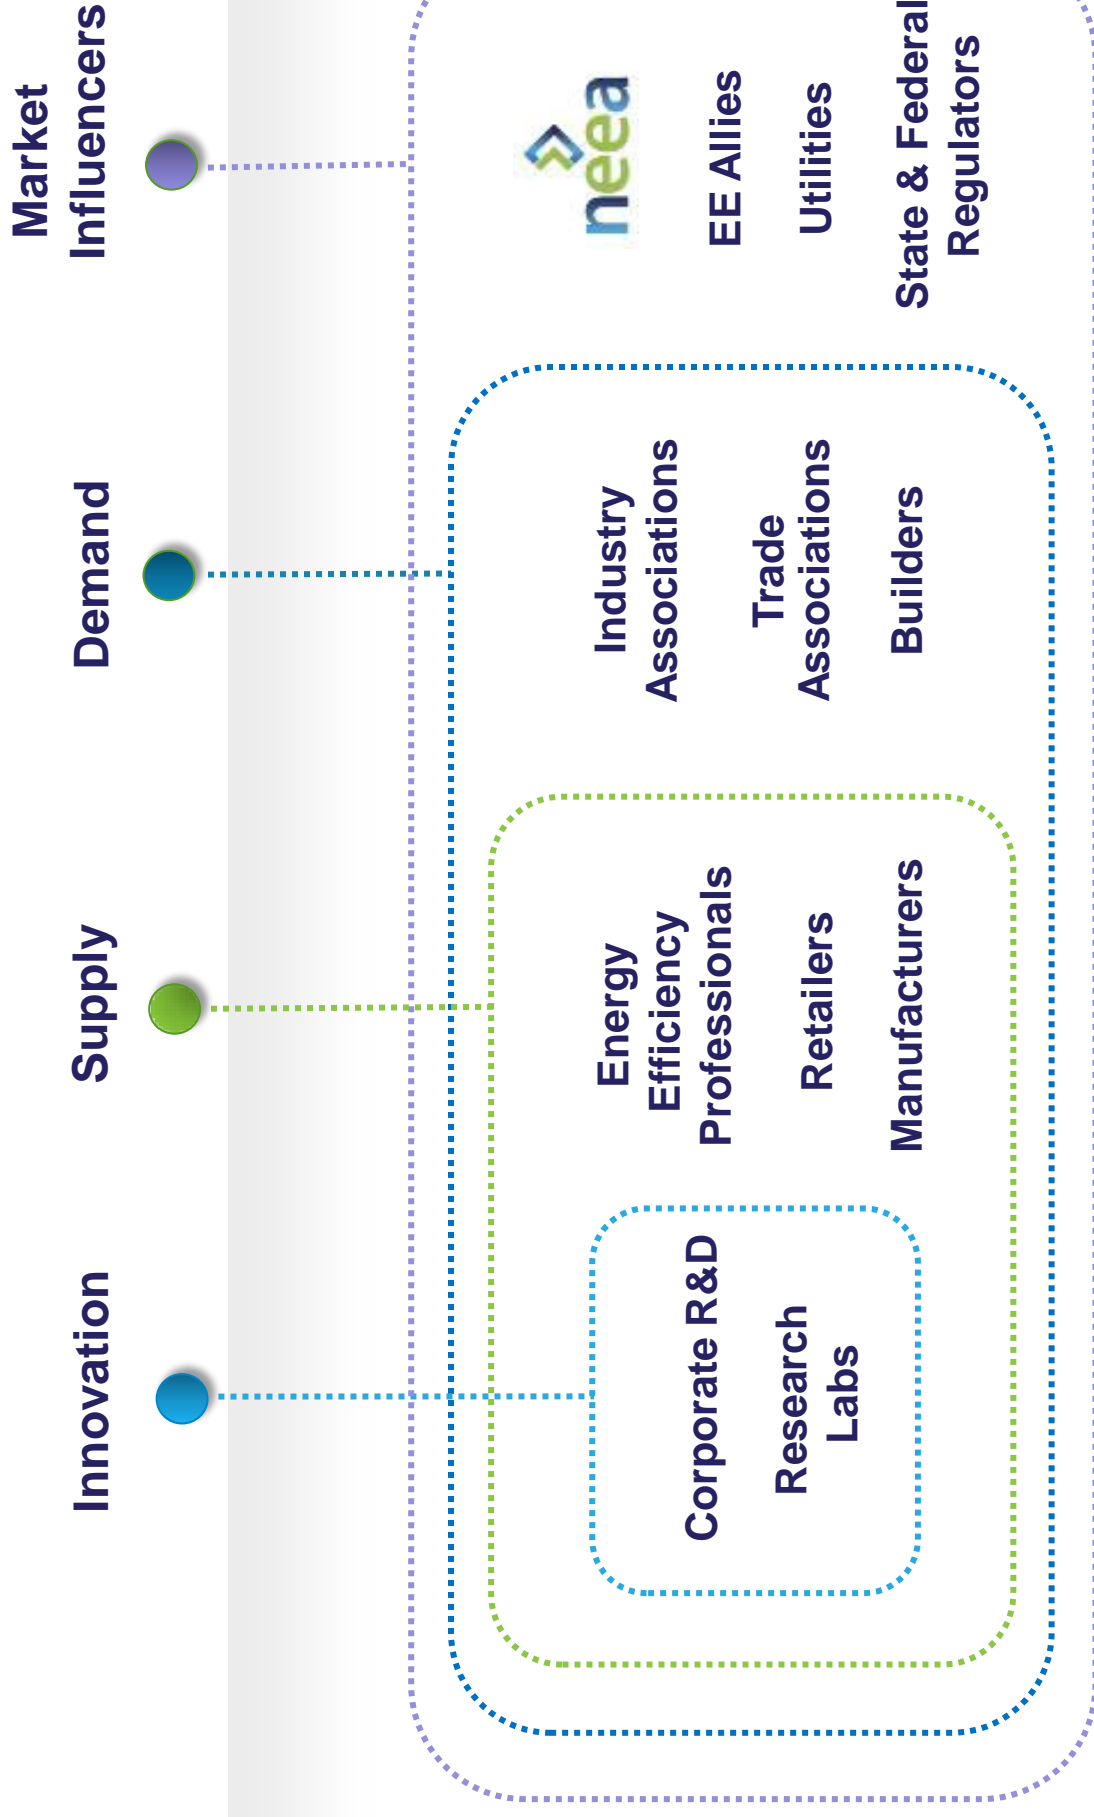 Innovation
Supply
Demand
Market
Influencers
Corporate R&D
Research
Labs
Energy
Efficiency
Professionals
Retailers
Manufacturers
Industry
Associations
Trade
Associations
Builders
neea
EE Allies
Utilities
State & Federal
Regulators